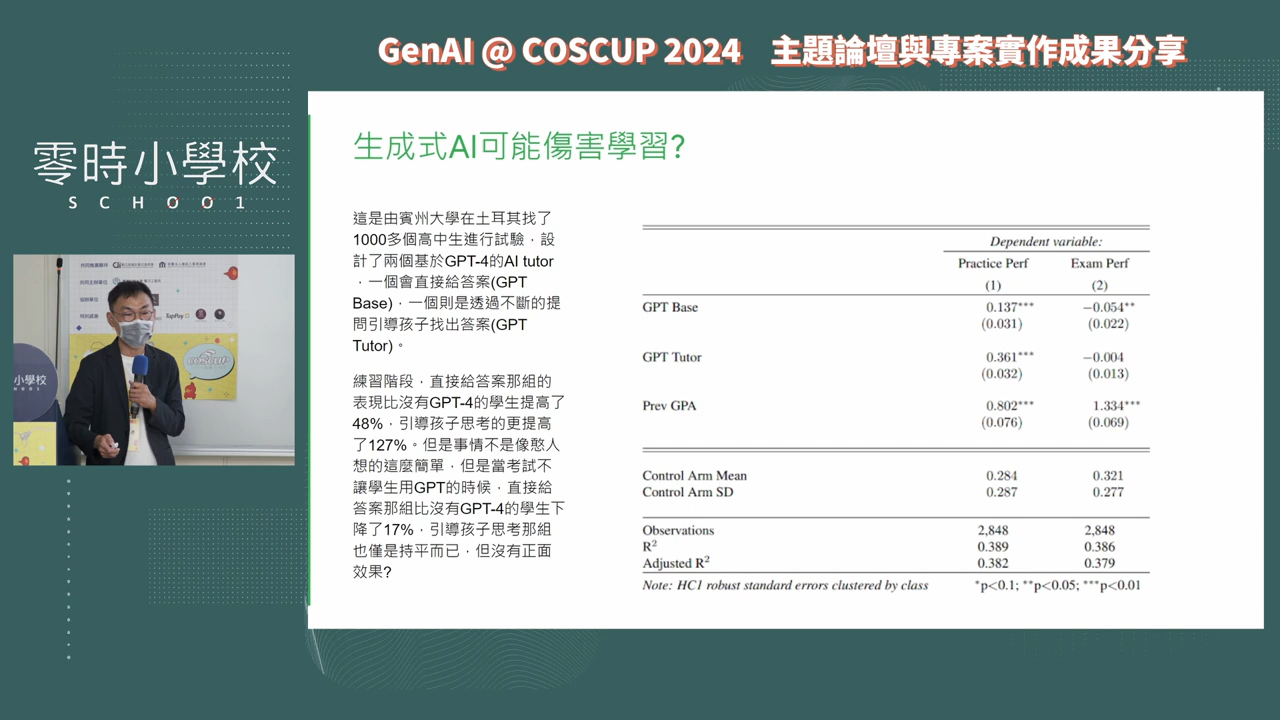 GenAI @ COSCUP 2024 主題論壇與專案實作成果分享
零時小學校
SCHOO1
生成式AI可能傷害學習?
這是由賓州大學在土耳其找了
1000多個高中生進行試驗，設
計了兩個基於GPT-4的AI tutor
，一個會直接給答案(GPT
Base)，一個則是透過不斷的提
問引導孩子找出答案(GPT
Tutor)。
練習階段，直接給答案那組的
表現比沒有GPT-4的學生提高了
48%，引導孩子思考的更提高
了127%。但是事情不是像憨人
想的這麼簡單，但是當考試不
讓學生用GPT的時候，直接給
答案那組比沒有GPT-4的學生下
降了17%，引導孩子思考那組
也僅是持平而已，但沒有正面
效果?
Dependent variable:
Practice Perf Exam Perf
(1) (2)
GPT Base 0.137*** −0.054**
(0.031) (0.022)
GPT Tutor 0.361*** −0.004
(0.032) (0.013)
Prev GPA 0.802*** 1.334***
(0.076) (0.069)
Control Arm Mean 0.284 0.321
Control Arm SD 0.287 0.277
Observations 2,848 2,848
R² 0.389 0.386
Adjusted R² 0.382 0.379
Note: HC1 robust standard errors clustered by class *p<0.1; **p<0.05; ***p<0.01
小學校
COSCUP
TapPay